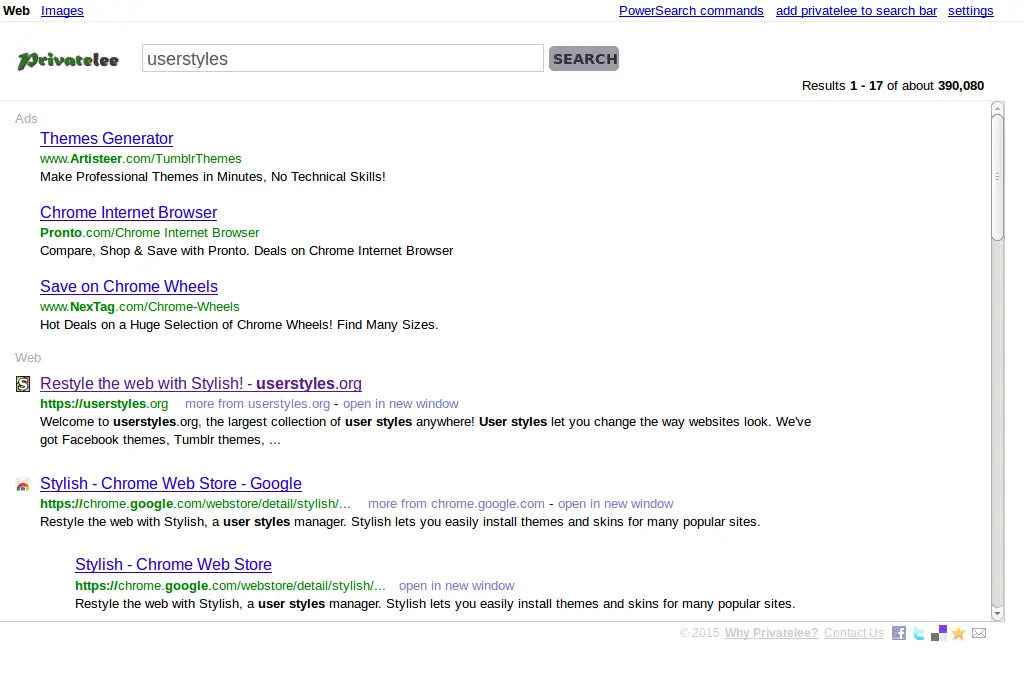 Web Images PowerSearch commands add privatelee to search bar settings
Privatelee userstyles SEARCH
Results 1 - 17 of about 390,080
Ads
Themes Generator
www.Artisteer.com/TumblrThemes
Make Professional Themes in Minutes, No Technical Skills!
Chrome Internet Browser
Pronto.com/Chrome Internet Browser
Compare, Shop & Save with Pronto. Deals on Chrome Internet Browser
Save on Chrome Wheels
www.NexTag.com/Chrome-Wheels
Hot Deals on a Huge Selection of Chrome Wheels! Find Many Sizes.
Web
S Restyle the web with Stylish! - userstyles.org
https://userstyles.org more from userstyles.org - open in new window
Welcome to userstyles.org, the largest collection of user styles anywhere! User styles let you change the way websites look. We've
got Facebook themes, Tumblr themes, ...
Stylish - Chrome Web Store - Google
https://chrome.google.com/webstore/detail/stylish/... more from chrome.google.com - open in new window
Restyle the web with Stylish, a user styles manager. Stylish lets you easily install themes and skins for many popular sites.
Stylish - Chrome Web Store
https://chrome.google.com/webstore/detail/stylish/... open in new window
Restyle the web with Stylish, a user styles manager. Stylish lets you easily install themes and skins for many popular sites.
© 2015 Why Privatelee? Contact Us